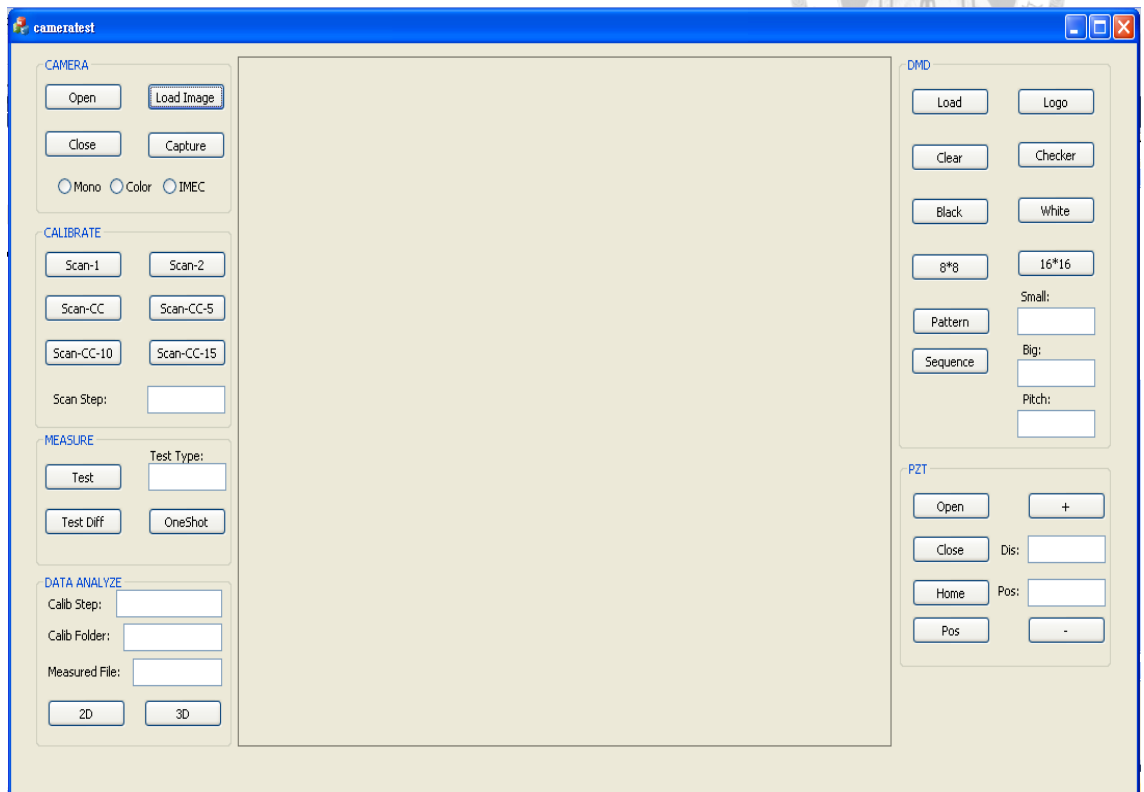 cameratest
CAMERA
Open Load Image
Close Capture
Mono Color IMEC
CALIBRATE
Scan-1 Scan-2
Scan-CC Scan-CC-5
Scan-CC-10 Scan-CC-15
Scan Step:
MEASURE
Test Type:
Test
Test Diff OneShot
DATA ANALYZE
Calib Step:
Calib Folder:
Measured File:
2D 3D
DMD
Load Logo
Clear Checker
Black White
8*8 16*16
Small:
Pattern
Big:
Sequence
Pitch:
PZT
Open +
Close Dis:
Home Pos:
Pos -